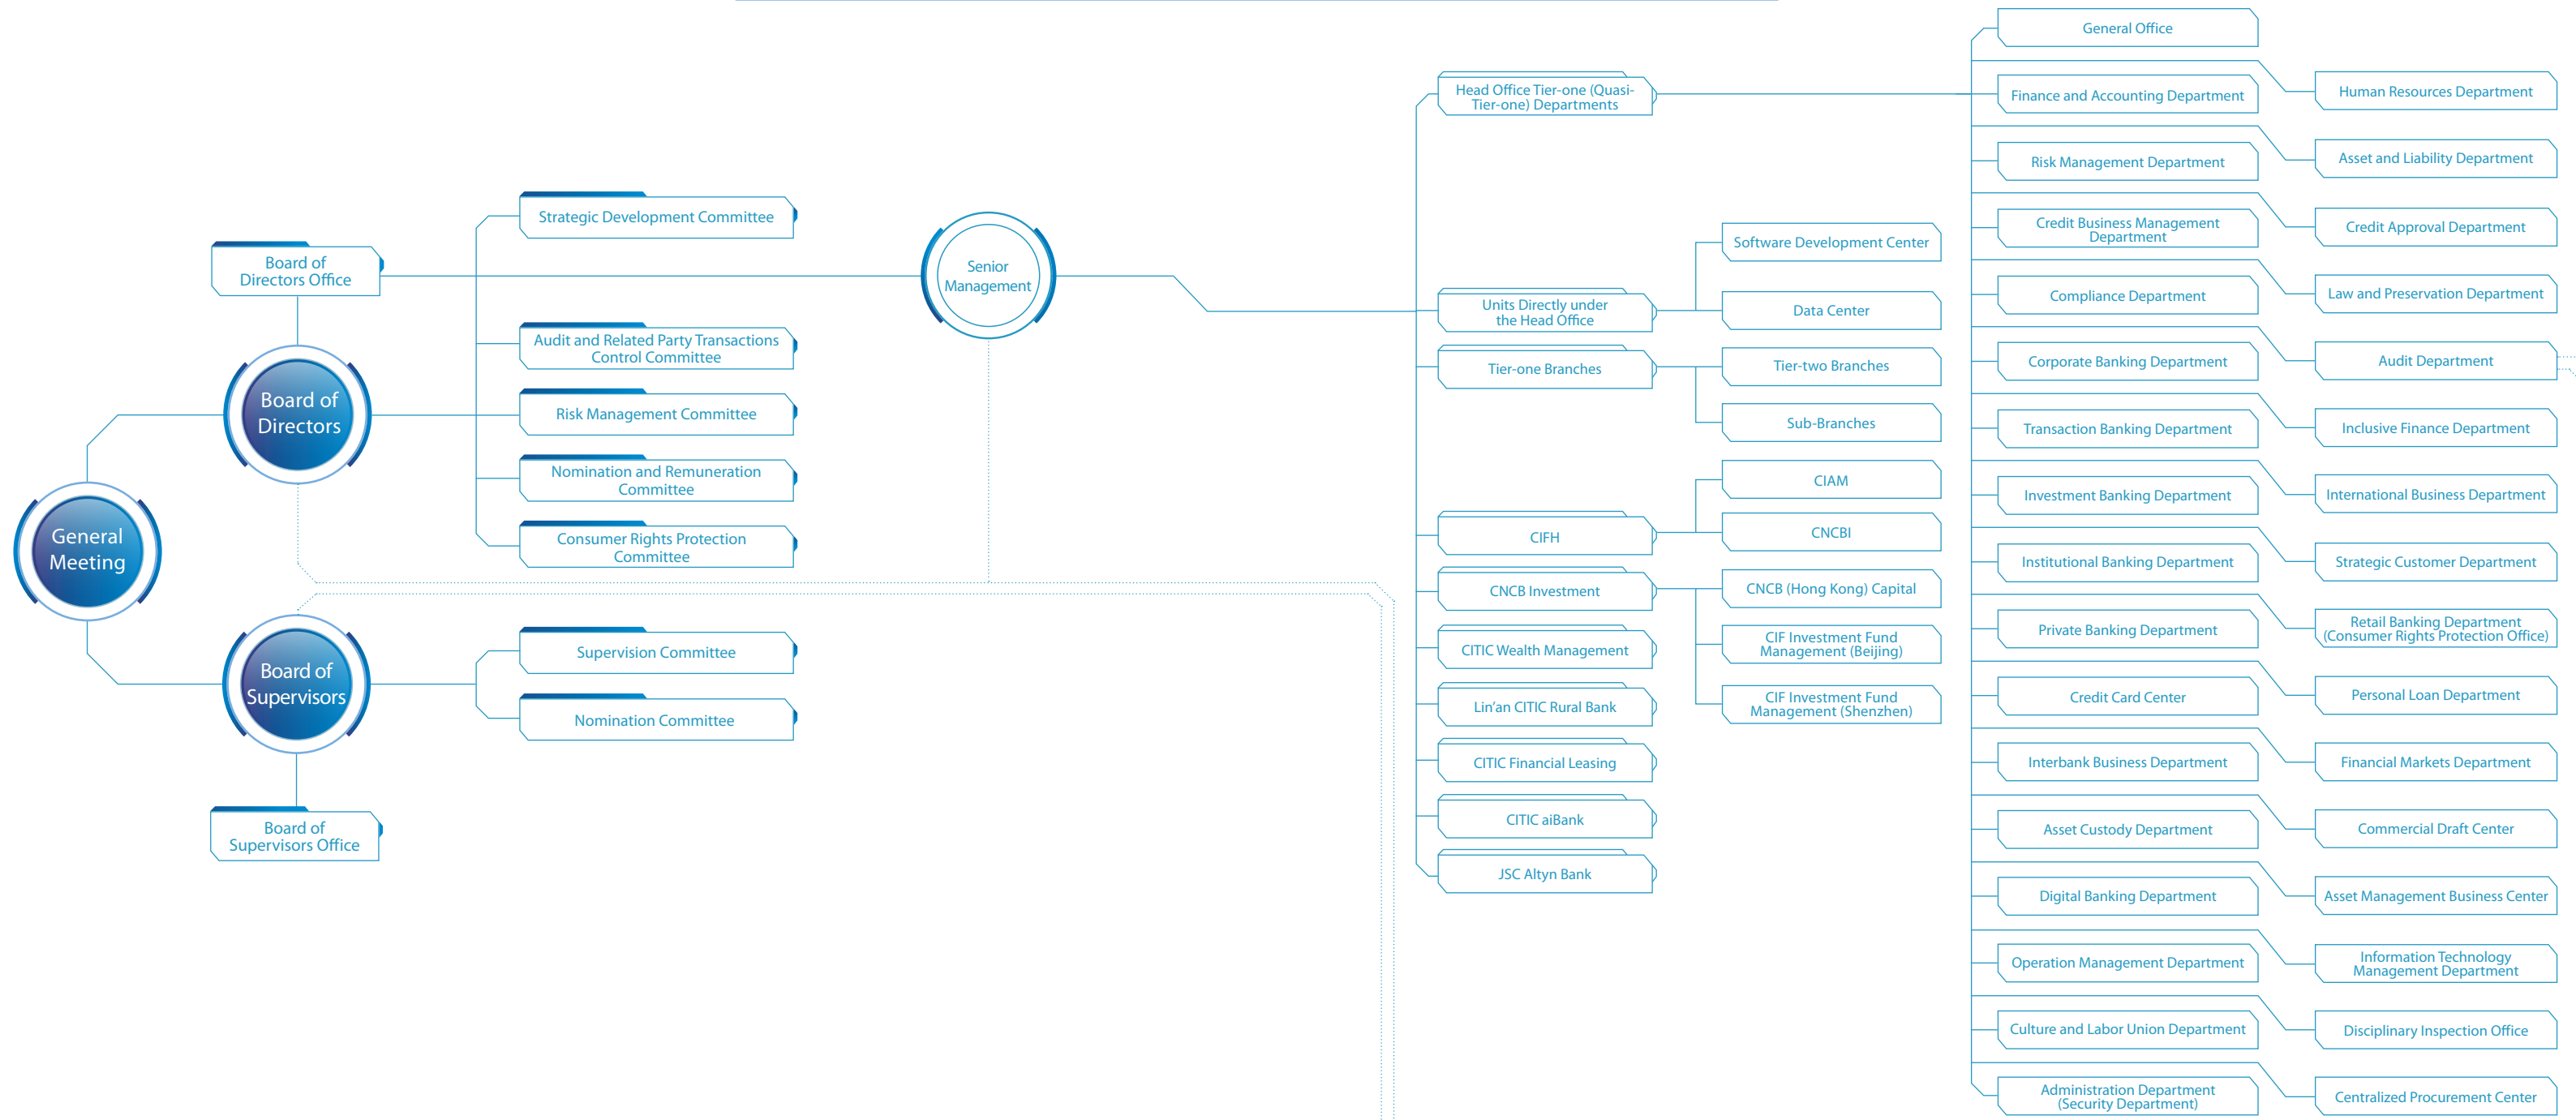 General
Meeting
Board of
Directors Office
Board of
Directors
Board of
Supervisors
Board of
Supervisors Office
Strategic Development Committee
Audit and Related Party Transactions
Control Committee
Risk Management Committee
Nomination and Remuneration
Committee
Consumer Rights Protection
Committee
Supervision Committee
Nomination Committee
Senior
Management
Head Office Tier-one (Quasi-
Tier-one) Departments
Units Directly under
the Head Office
Tier-one Branches
CIFH
CNCB Investment
CITIC Wealth Management
Lin’an CITIC Rural Bank
CITIC Financial Leasing
CITIC aiBank
JSC Altyn Bank
Software Development Center
Data Center
Tier-two Branches
Sub-Branches
CIAM
CNCBI
CNCB (Hong Kong) Capital
CIF Investment Fund
Management (Beijing)
CIF Investment Fund
Management (Shenzhen)
General Office
Finance and Accounting Department
Risk Management Department
Credit Business Management
Department
Compliance Department
Corporate Banking Department
Transaction Banking Department
Investment Banking Department
Institutional Banking Department
Private Banking Department
Credit Card Center
Interbank Business Department
Asset Custody Department
Digital Banking Department
Operation Management Department
Culture and Labor Union Department
Administration Department
(Security Department)
Human Resources Department
Asset and Liability Department
Credit Approval Department
Law and Preservation Department
Audit Department
Inclusive Finance Department
International Business Department
Strategic Customer Department
Retail Banking Department
(Consumer Rights Protection Office)
Personal Loan Department
Financial Markets Department
Commercial Draft Center
Asset Management Business Center
Information Technology
Management Department
Disciplinary Inspection Office
Centralized Procurement Center